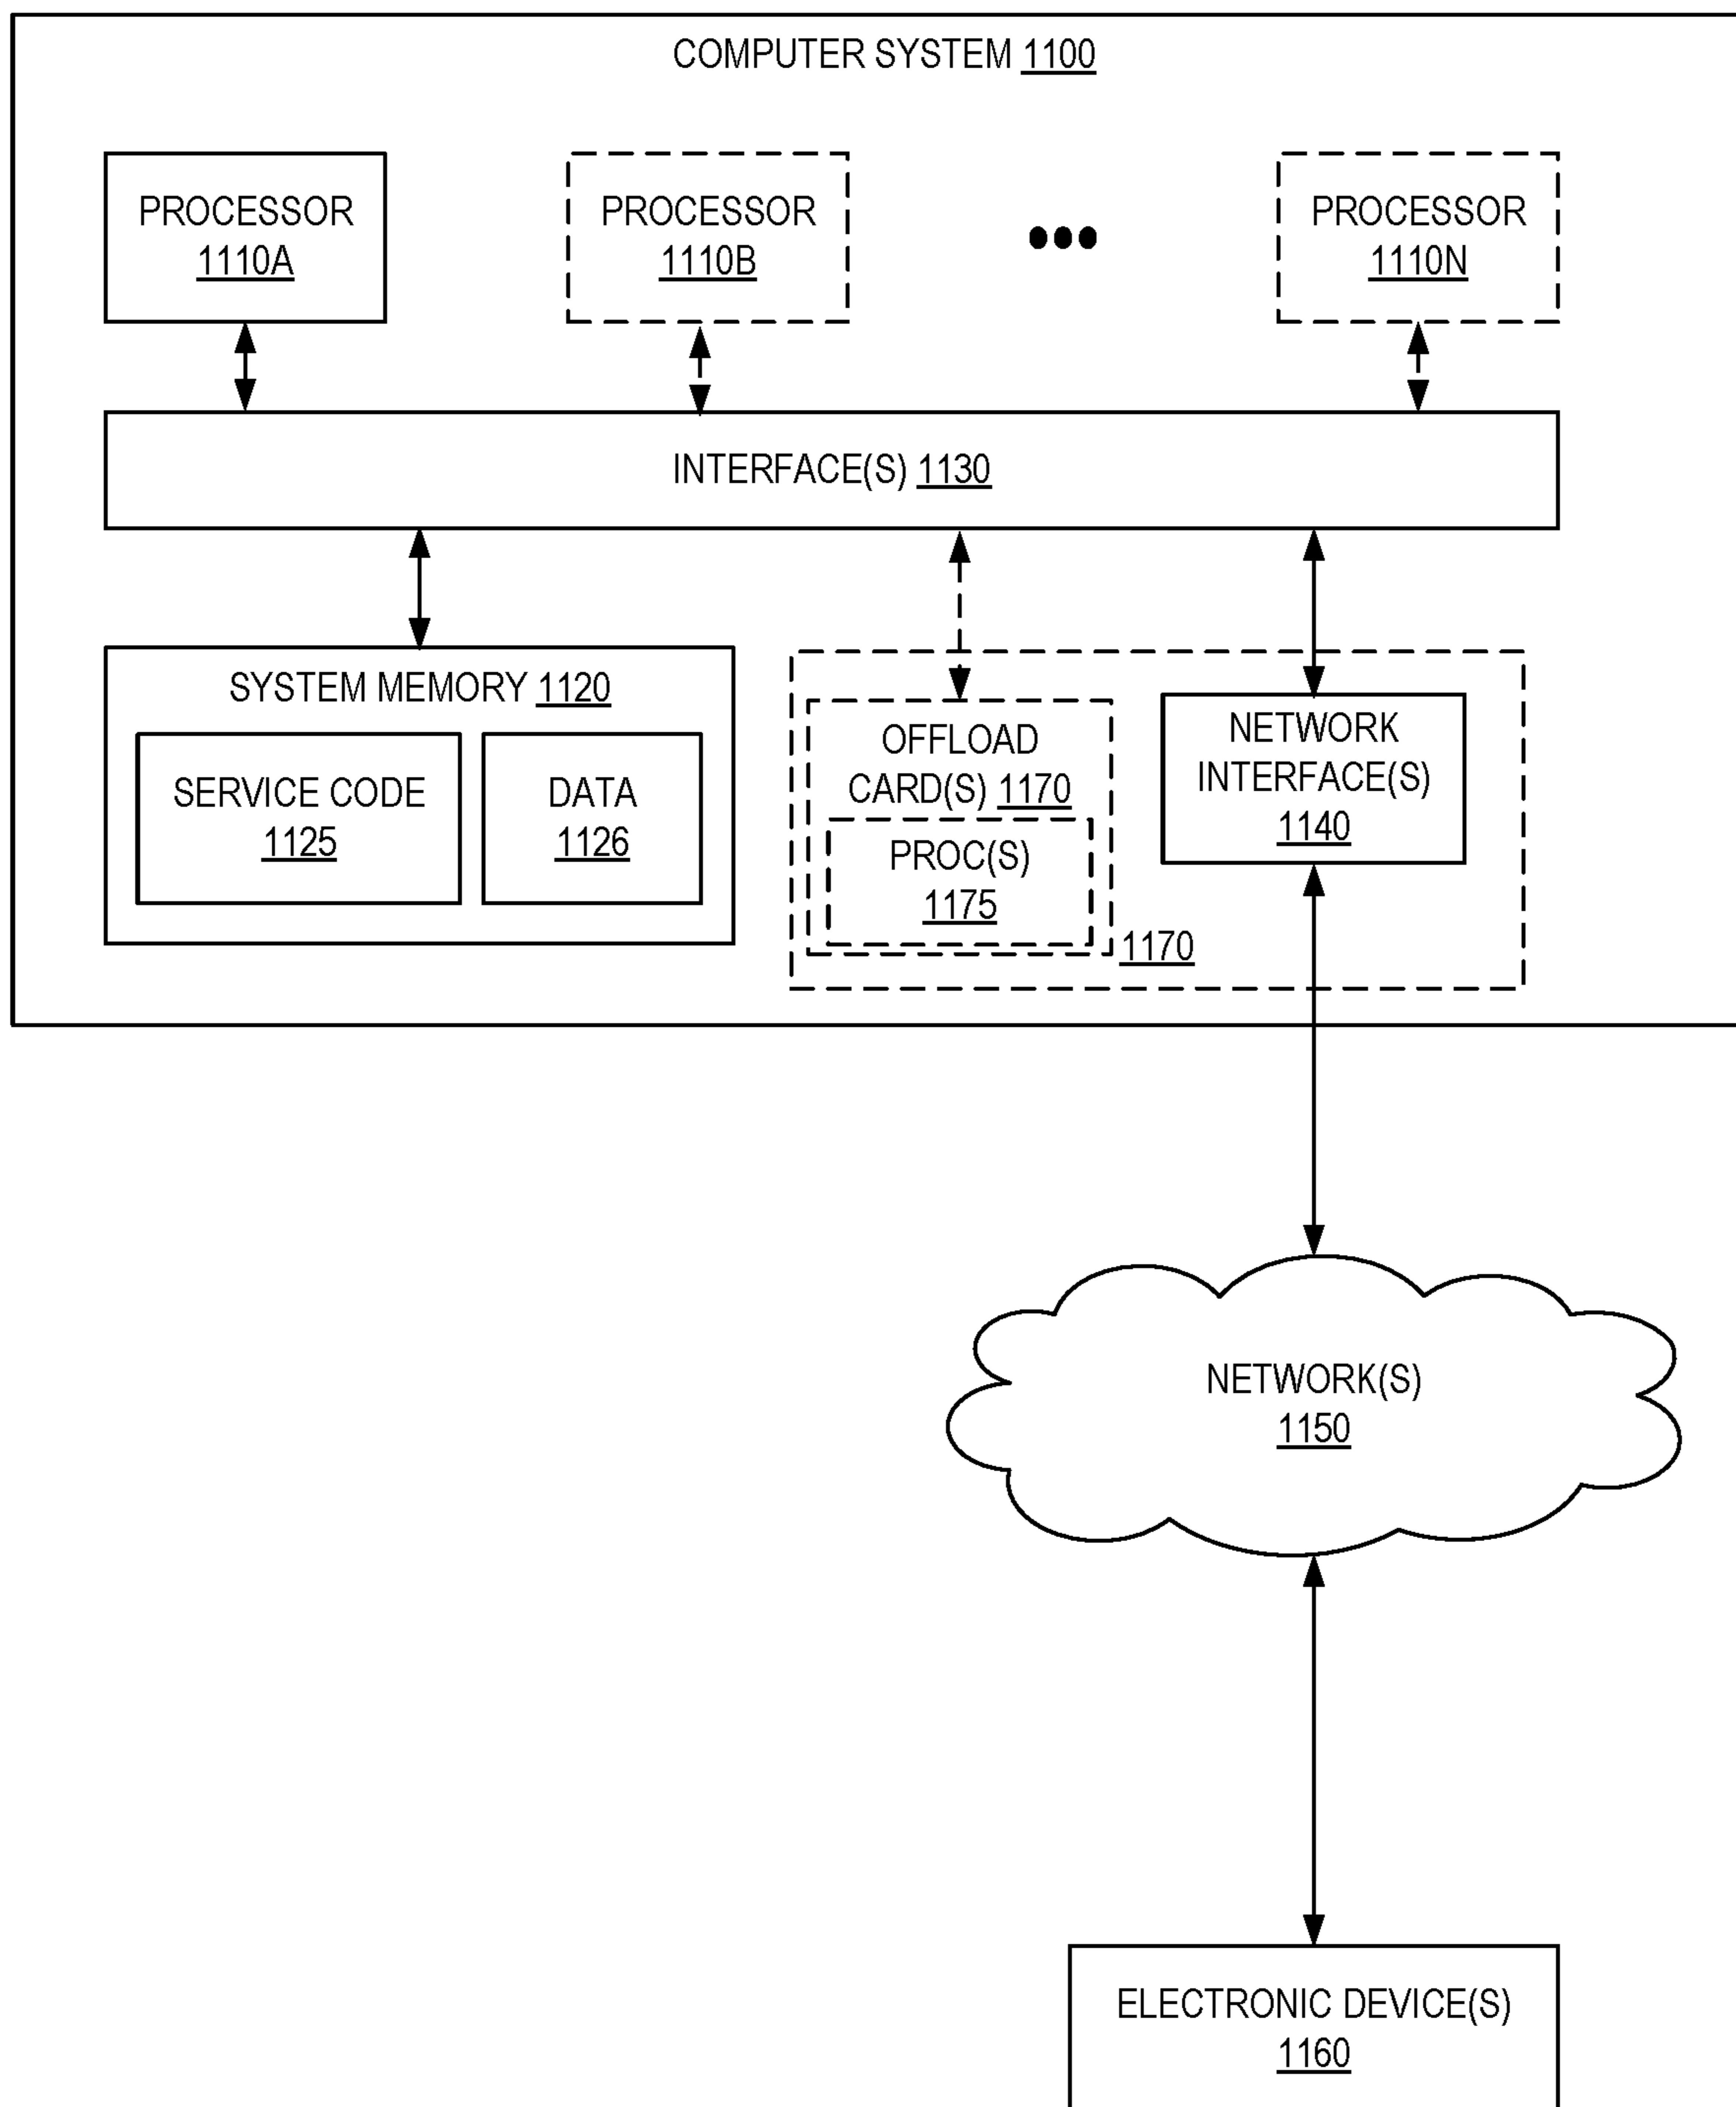 COMPUTER SYSTEM 1100
PROCESSOR
1110A
PROCESSOR
1110B
PROCESSOR
1110N
INTERFACE(S) 1130
SYSTEM MEMORY 1120
SERVICE CODE
1125
DATA
1126
OFFLOAD
CARD(S) 1170
PROC(S)
1175
1170
NETWORK
INTERFACE(S)
1140
NETWORK(S)
1150
ELECTRONIC DEVICE(S)
1160